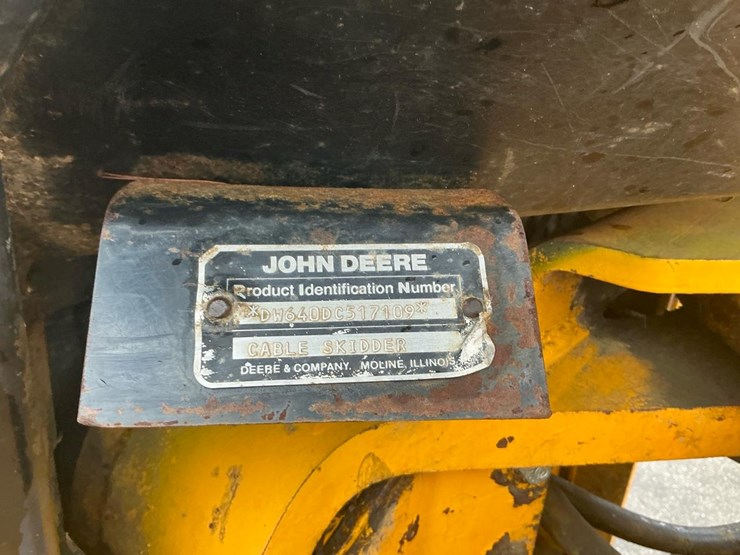 JOHN DEERE
Product Identification Number
*DW640DC517109*
CABLE SKIDDER
DEERE & COMPANY, MOLINE, ILLINOIS